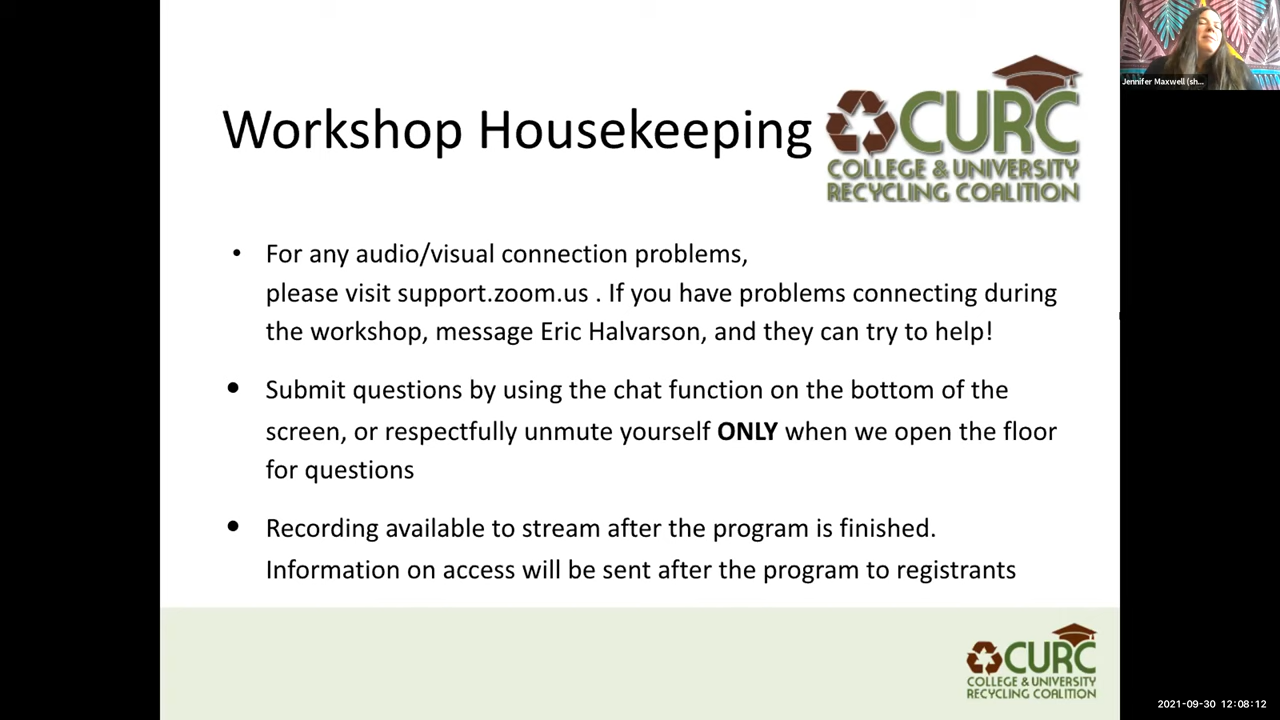 Jennifer Maxwell (sh...
Workshop Housekeeping
CURC
COLLEGE & UNIVERSITY
RECYCLING COALITION
• For any audio/visual connection problems,
please visit support.zoom.us . If you have problems connecting during
the workshop, message Eric Halvarson, and they can try to help!
• Submit questions by using the chat function on the bottom of the
screen, or respectfully unmute yourself ONLY when we open the floor
for questions
• Recording available to stream after the program is finished.
Information on access will be sent after the program to registrants
CURC
COLLEGE & UNIVERSITY
RECYCLING COALITION
2021-09-30 12:08:12